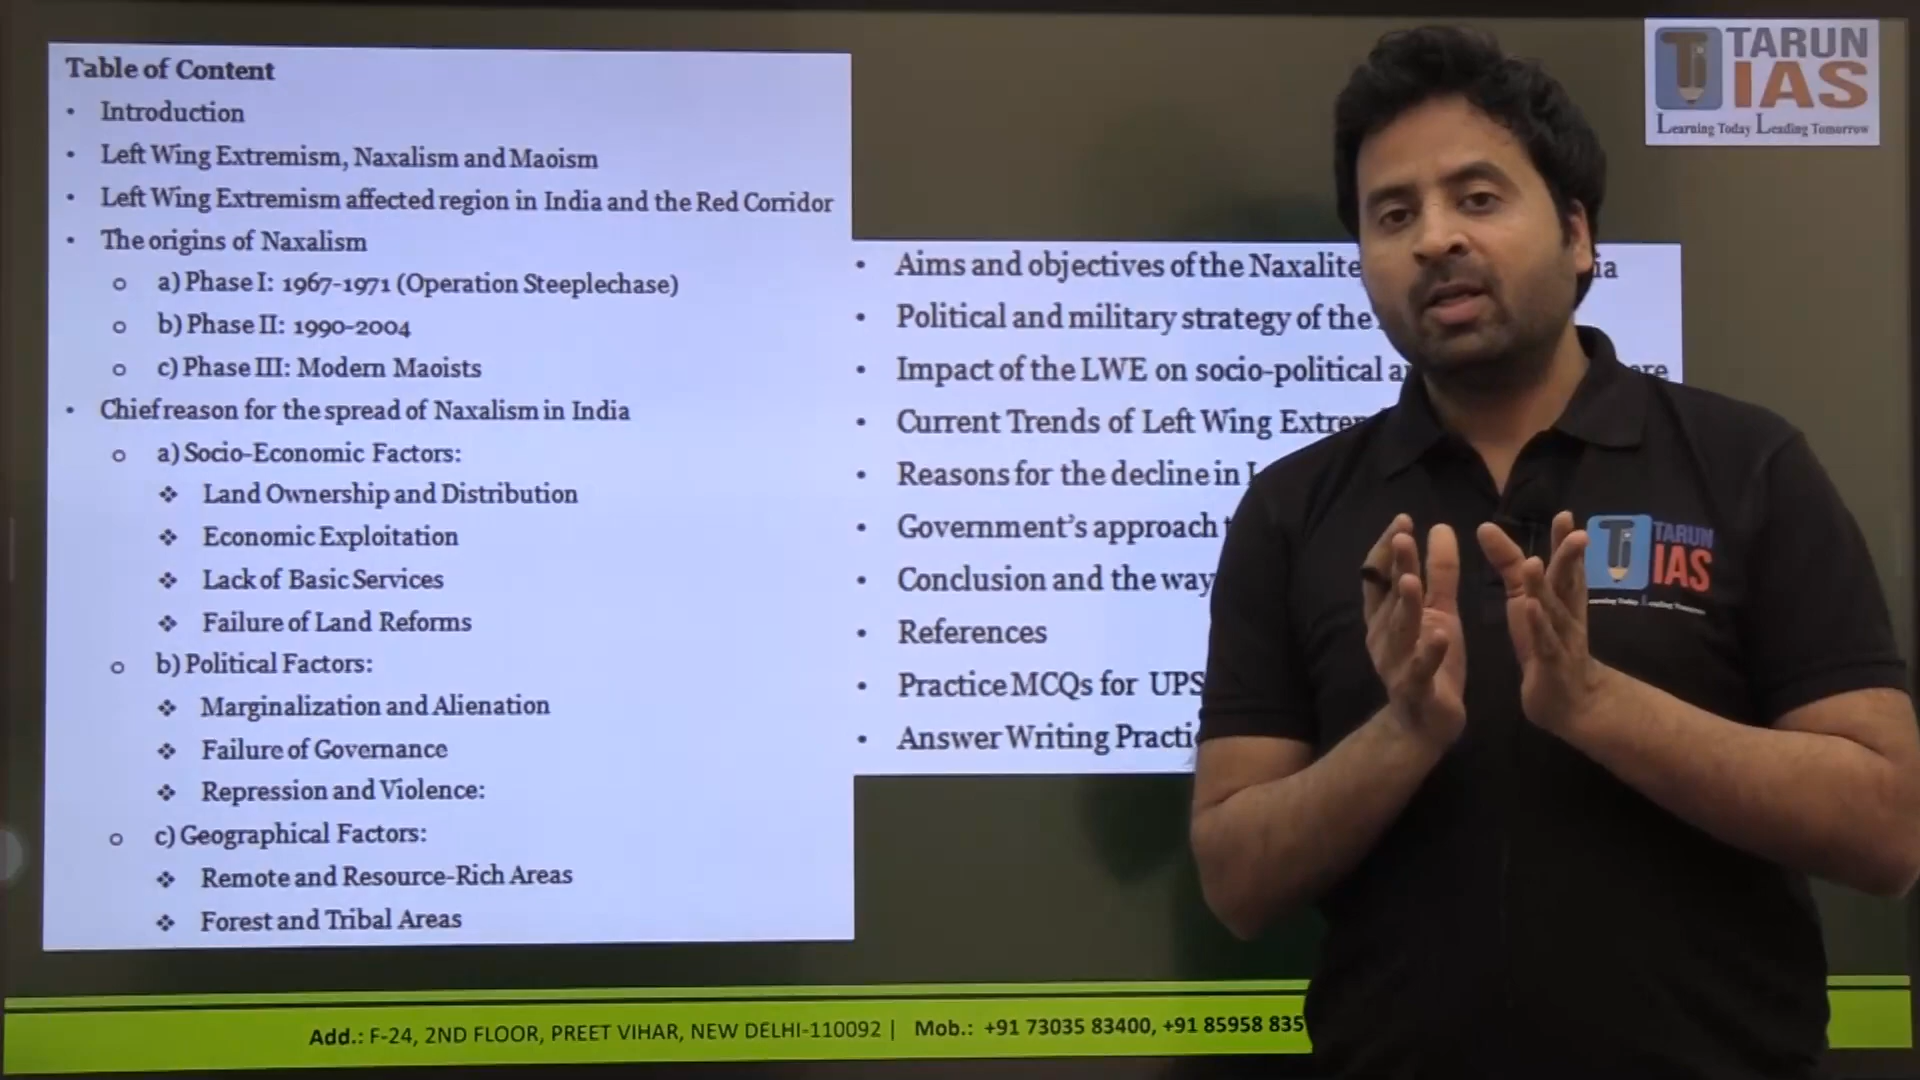 Table of Content
• Introduction
• Left Wing Extremism, Naxalism and Maoism
• Left Wing Extremism affected region in India and the Red Corridor
• The origins of Naxalism
o a) Phase I: 1967-1971 (Operation Steeplechase)
o b) Phase II: 1990-2004
o c) Phase III: Modern Maoists
• Chief reason for the spread of Naxalism in India
o a) Socio-Economic Factors:
❖ Land Ownership and Distribution
❖ Economic Exploitation
❖ Lack of Basic Services
❖ Failure of Land Reforms
o b) Political Factors:
❖ Marginalization and Alienation
❖ Failure of Governance
❖ Repression and Violence:
o c) Geographical Factors:
❖ Remote and Resource-Rich Areas
❖ Forest and Tribal Areas
• Aims and objectives of the Naxalite
• Political and military strategy of the
• Impact of the LWE on socio-political
• Current Trends of Left Wing
• Reasons for the decline in
• Government's approach
• Conclusion and the way
• References
• Practice MCQs for
• Answer Writing
TARUN
IAS
Learning Today Leading Tomorrow
TARUN
IAS
Add.: F-24, 2ND FLOOR, PREET VIHAR, NEW DELHI-110092 | Mob.: +91 73035 83400, +91 85958 835